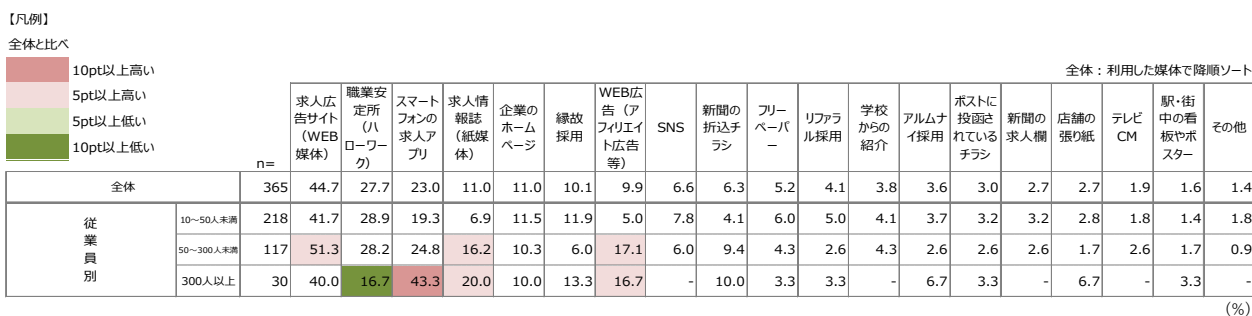 【凡例】
全体と比べ
10pt以上高い
5pt以上高い
5pt以上低い
10pt以上低い
全体：利用した媒体で降順ソート
n=
求人広告サイト（WEB媒体）
職業安定所（ハローワーク）
スマートフォンの求人アプリ
求人情報誌（紙媒体）
企業のホームページ
縁故採用
WEB広告（アフィリエイト広告等）
SNS
新聞の折込チラシ
フリーペーパー
リファラル採用
学校からの紹介
アルムナイ採用
ポストに投函されているチラシ
新聞の求人欄
店舗の張り紙
テレビCM
駅・街中の看板やポスター
その他
全体 365 44.7 27.7 23.0 11.0 11.0 10.1 9.9 6.6 6.3 5.2 4.1 3.8 3.6 3.0 2.7 2.7 1.9 1.6 1.4
従業員別
10～50人未満 218 41.7 28.9 19.3 6.9 11.5 11.9 5.0 7.8 4.1 6.0 5.0 4.1 3.7 3.2 3.2 2.8 1.8 1.4 1.8
50～300人未満 117 51.3 28.2 24.8 16.2 10.3 6.0 17.1 6.0 9.4 4.3 2.6 4.3 2.6 2.6 2.6 1.7 2.6 1.7 0.9
300人以上 30 40.0 16.7 43.3 20.0 10.0 13.3 16.7 - 10.0 3.3 3.3 - 6.7 3.3 - 6.7 - 3.3 -
（%）